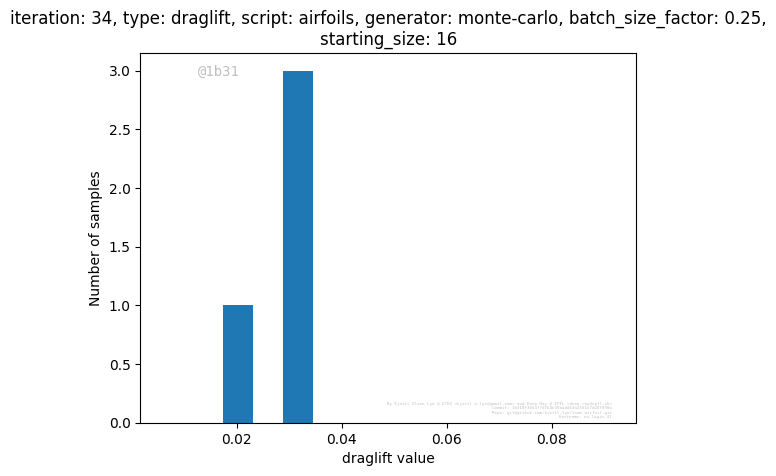 iteration: 34, type: draglift, script: airfoils, generator: monte-carlo, batch_size_factor: 0.25,
starting_size: 16
@1b31
3.0
2.5
2.0
1.5
1.0
0.5
0.0
Number of samples
0.02 0.04 0.06 0.08
draglift value